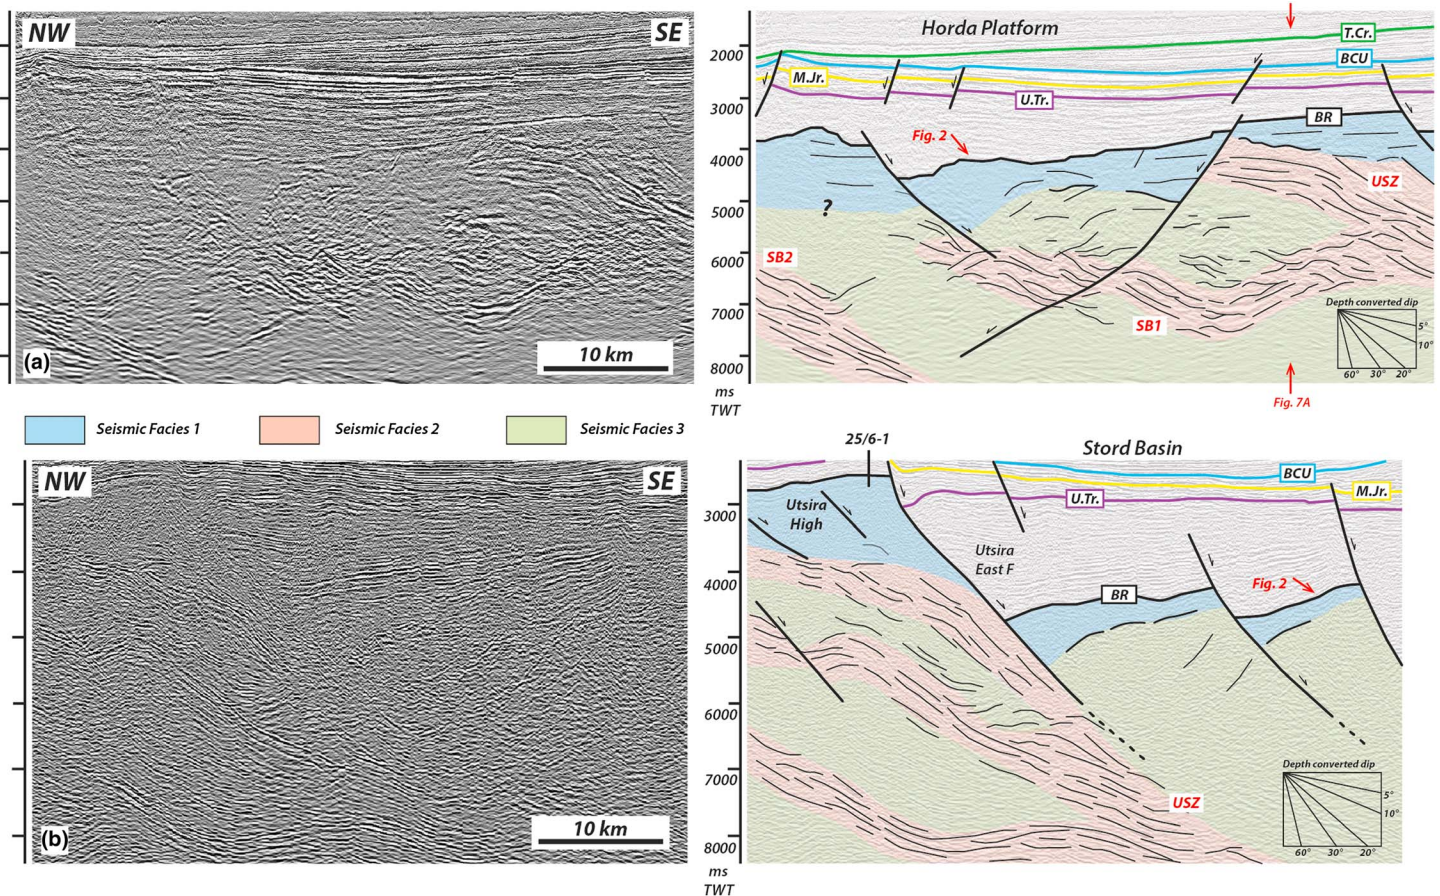 NW
SE
(a)
10 km
Horda Platform
T.Cr.
BCU
M.Jr.
U.Tr.
BR
Fig. 2
USZ
?
SB2
SB1
Depth converted dip
5°
10°
60° 30° 20°
2000
3000
4000
5000
6000
7000
8000
ms
TWT
Fig. 7A
Seismic Facies 1
Seismic Facies 2
Seismic Facies 3
NW
SE
(b)
10 km
25/6-1
Stord Basin
BCU
M.Jr.
U.Tr.
Utsira
High
Utsira
East F
BR
Fig. 2
USZ
Depth converted dip
5°
10°
60° 30° 20°
3000
4000
5000
6000
7000
8000
ms
TWT